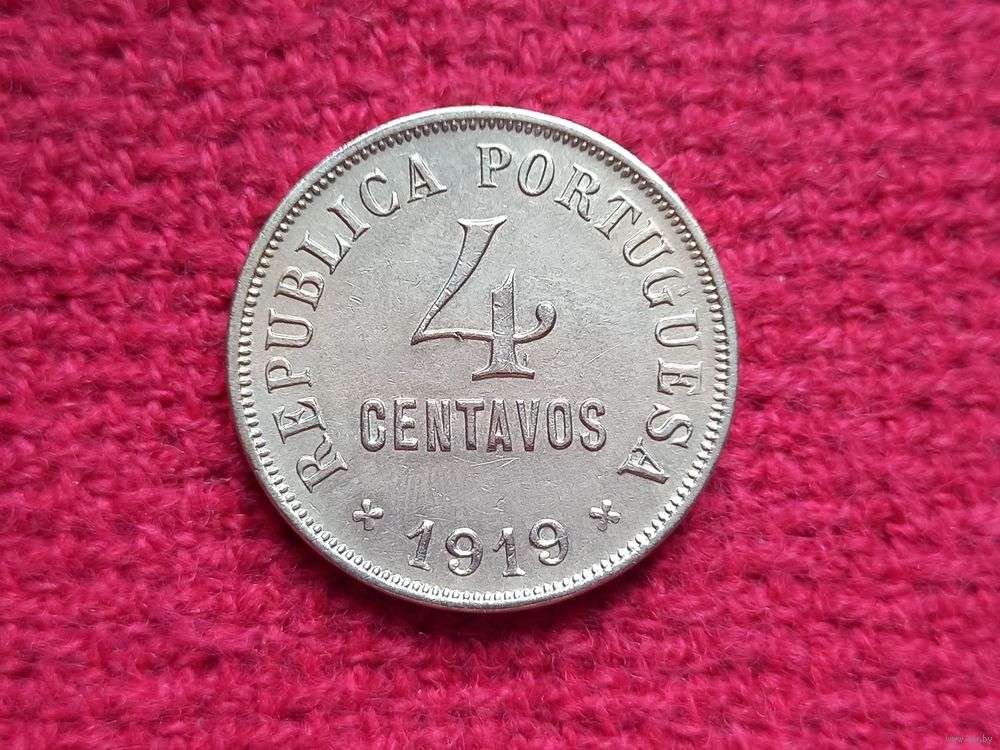 REPUBLICA PORTUGUESA
4
CENTAVOS
1919